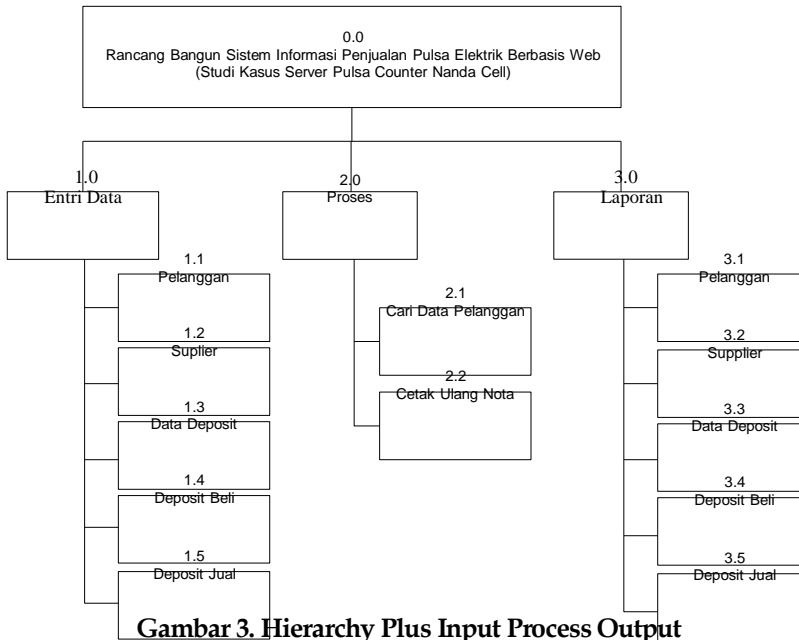 0.0
Rancang Bangun Sistem Informasi Penjualan Pulsa Elektrik Berbasis Web
(Studi Kasus Server Pulsa Counter Nanda Cell)
1.0
Entri Data
2.0
Proses
3.0
Laporan
1.1
Pelanggan
1.2
Suplier
1.3
Data Deposit
1.4
Deposit Beli
1.5
Deposit Jual
2.1
Cari Data Pelanggan
2.2
Cetak Ulang Nota
3.1
Pelanggan
3.2
Supplier
3.3
Data Deposit
3.4
Deposit Beli
3.5
Deposit Jual
Gambar 3. Hierarchy Plus Input Process Output